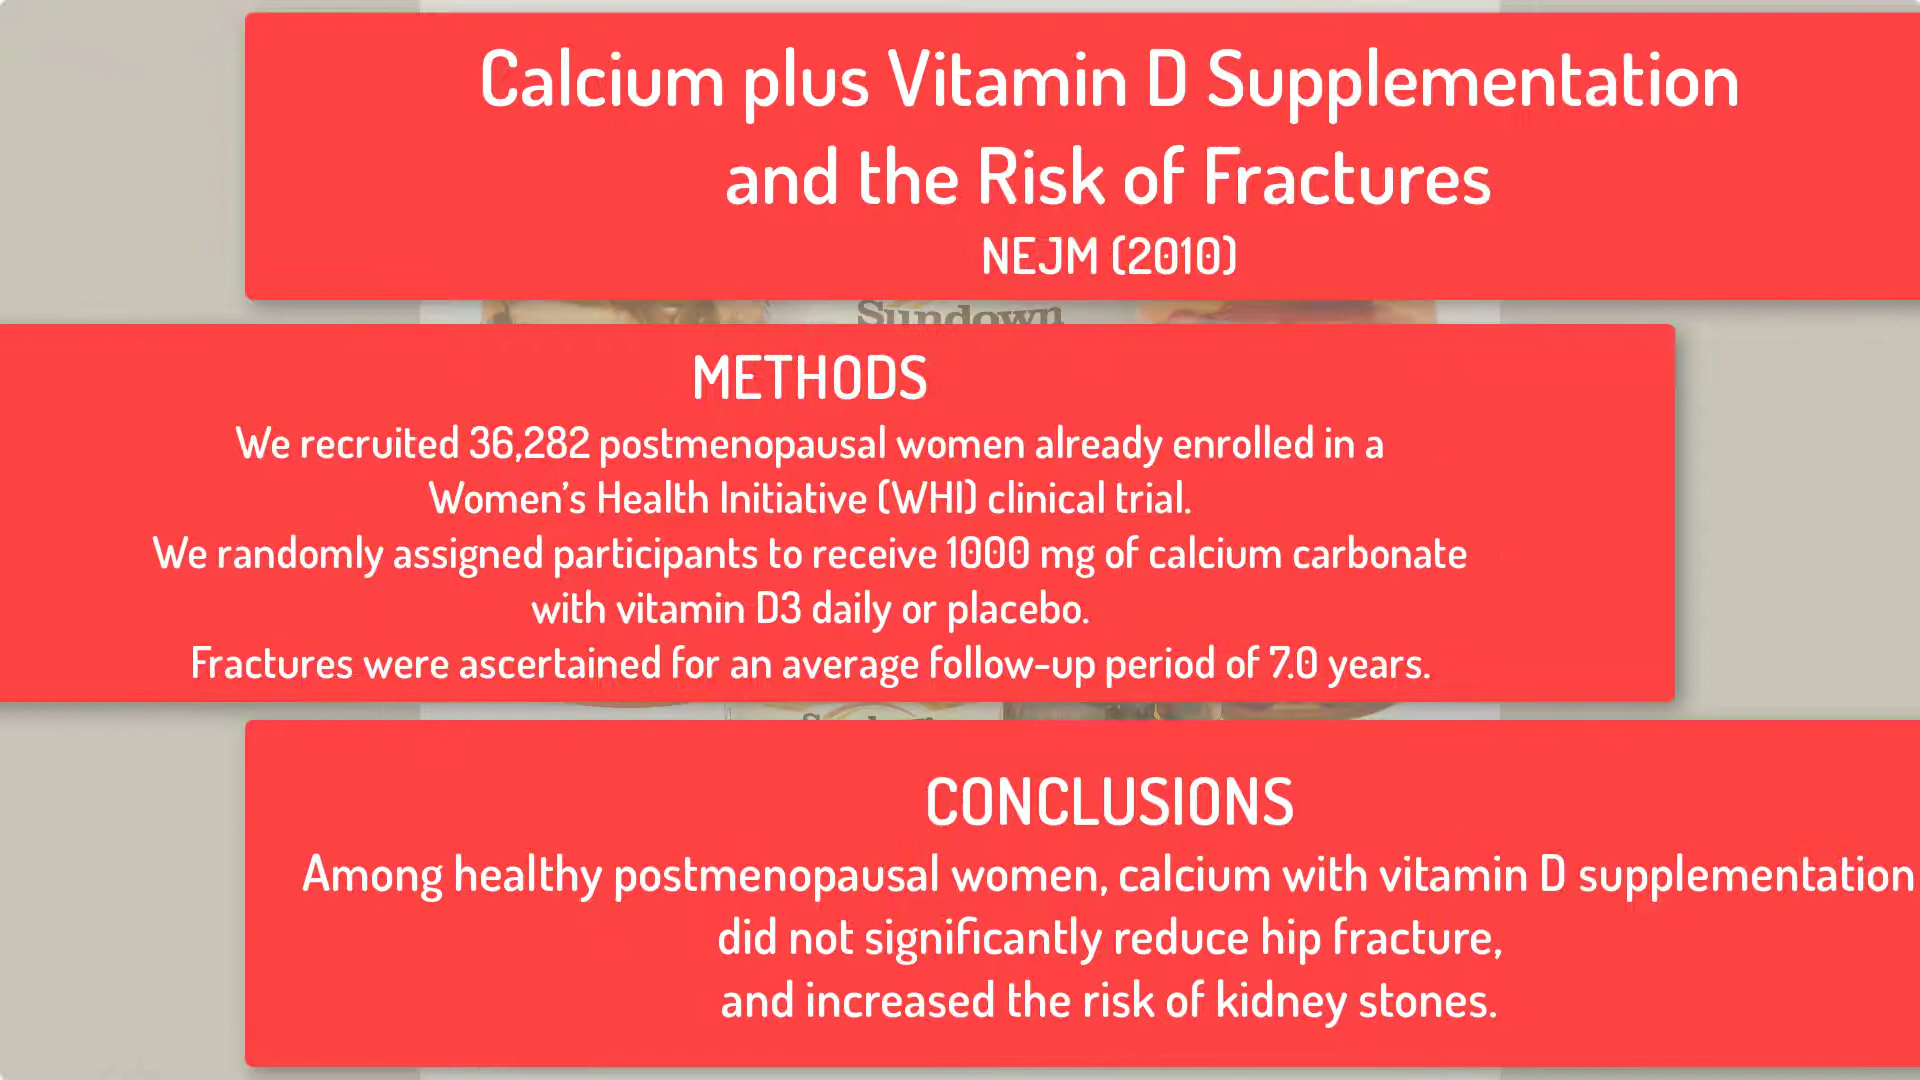 Calcium plus Vitamin D Supplementation
and the Risk of Fractures
NEJM (2010)
Sundown
METHODS
We recruited 36,282 postmenopausal women already enrolled in a
Women's Health Initiative (WHI) clinical trial.
We randomly assigned participants to receive 1000 mg of calcium carbonate
with vitamin D3 daily or placebo.
Fractures were ascertained for an average follow-up period of 7.0 years.
CONCLUSIONS
Among healthy postmenopausal women, calcium with vitamin D supplementation
did not significantly reduce hip fracture,
and increased the risk of kidney stones.